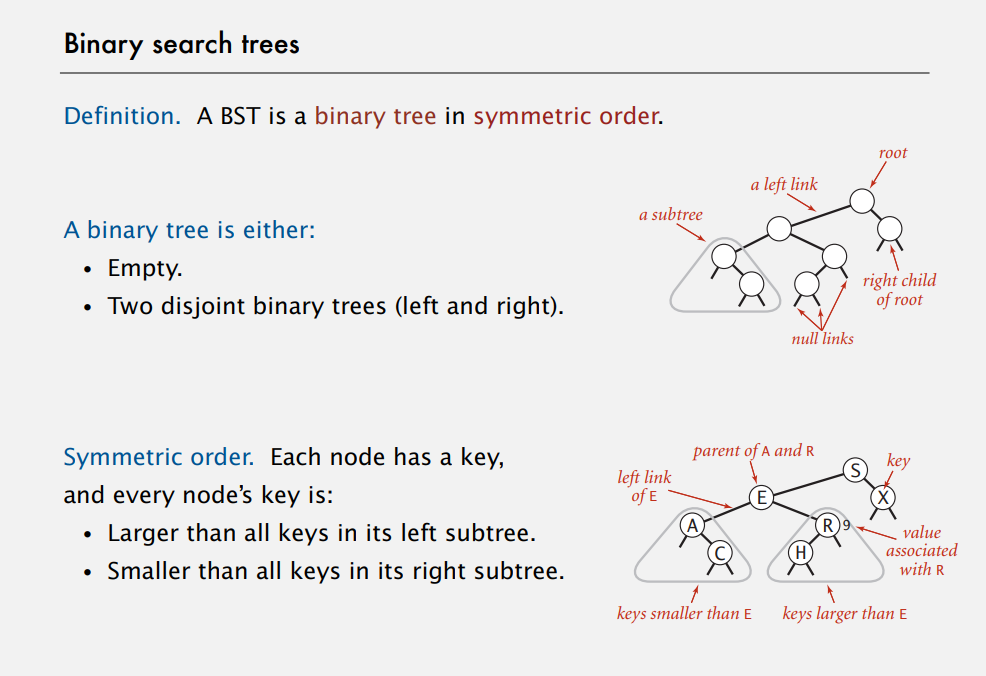 Binary search trees
Definition. A BST is a binary tree in symmetric order.
root
a left link
a subtree
A binary tree is either:
• Empty.
• Two disjoint binary trees (left and right).
right child
of root
null links
Symmetric order. Each node has a key,
and every node's key is:
• Larger than all keys in its left subtree.
• Smaller than all keys in its right subtree.
parent of A and R
left link
of E
key
S
E
X
A
R 9
C
H
value
associated
with R
keys smaller than E
keys larger than E